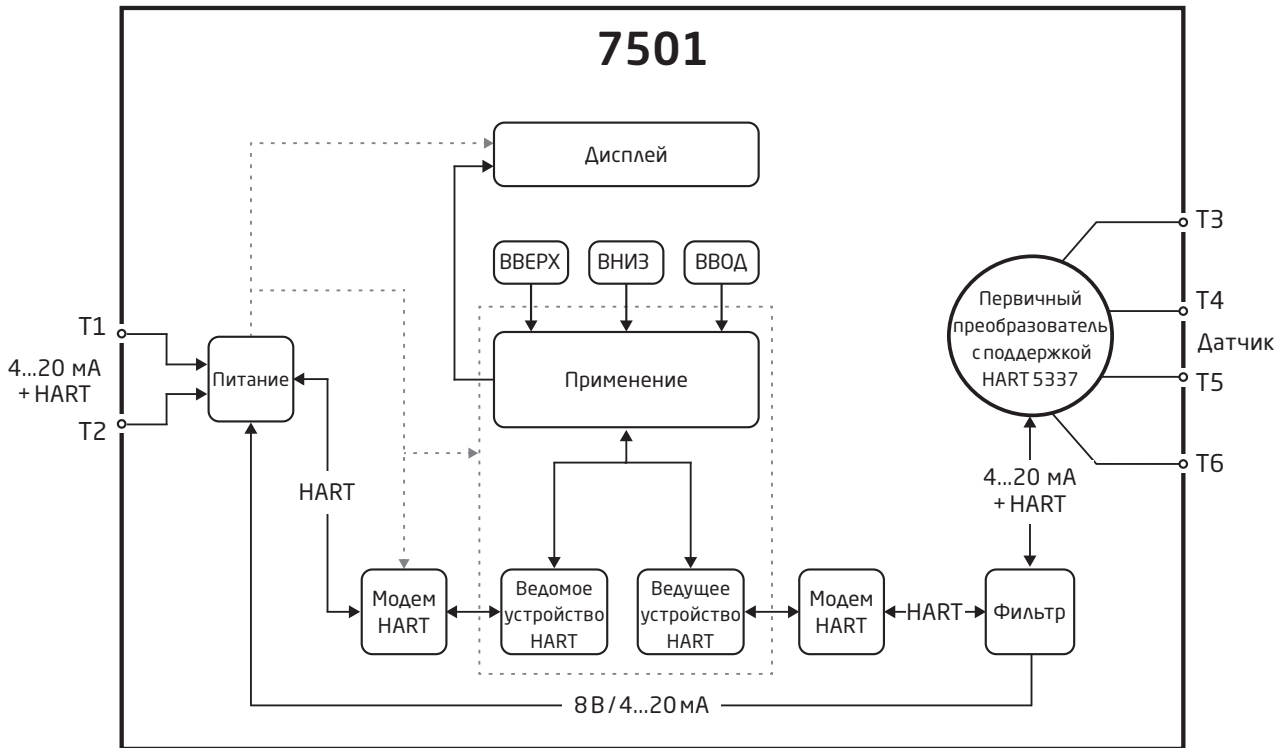 7501
Дисплей
ВВЕРХ
ВНИЗ
ВВОД
T3
T4
Датчик
T5
T6
Первичный
преобразователь
с поддержкой
HART 5337
T1
4...20 мА
+ HART
T2
Питание
Применение
HART
4...20 мА
+ HART
Модем
HART
Ведомое
устройство
HART
Ведущее
устройство
HART
Модем
HART
HART
Фильтр
8 В / 4...20 мА